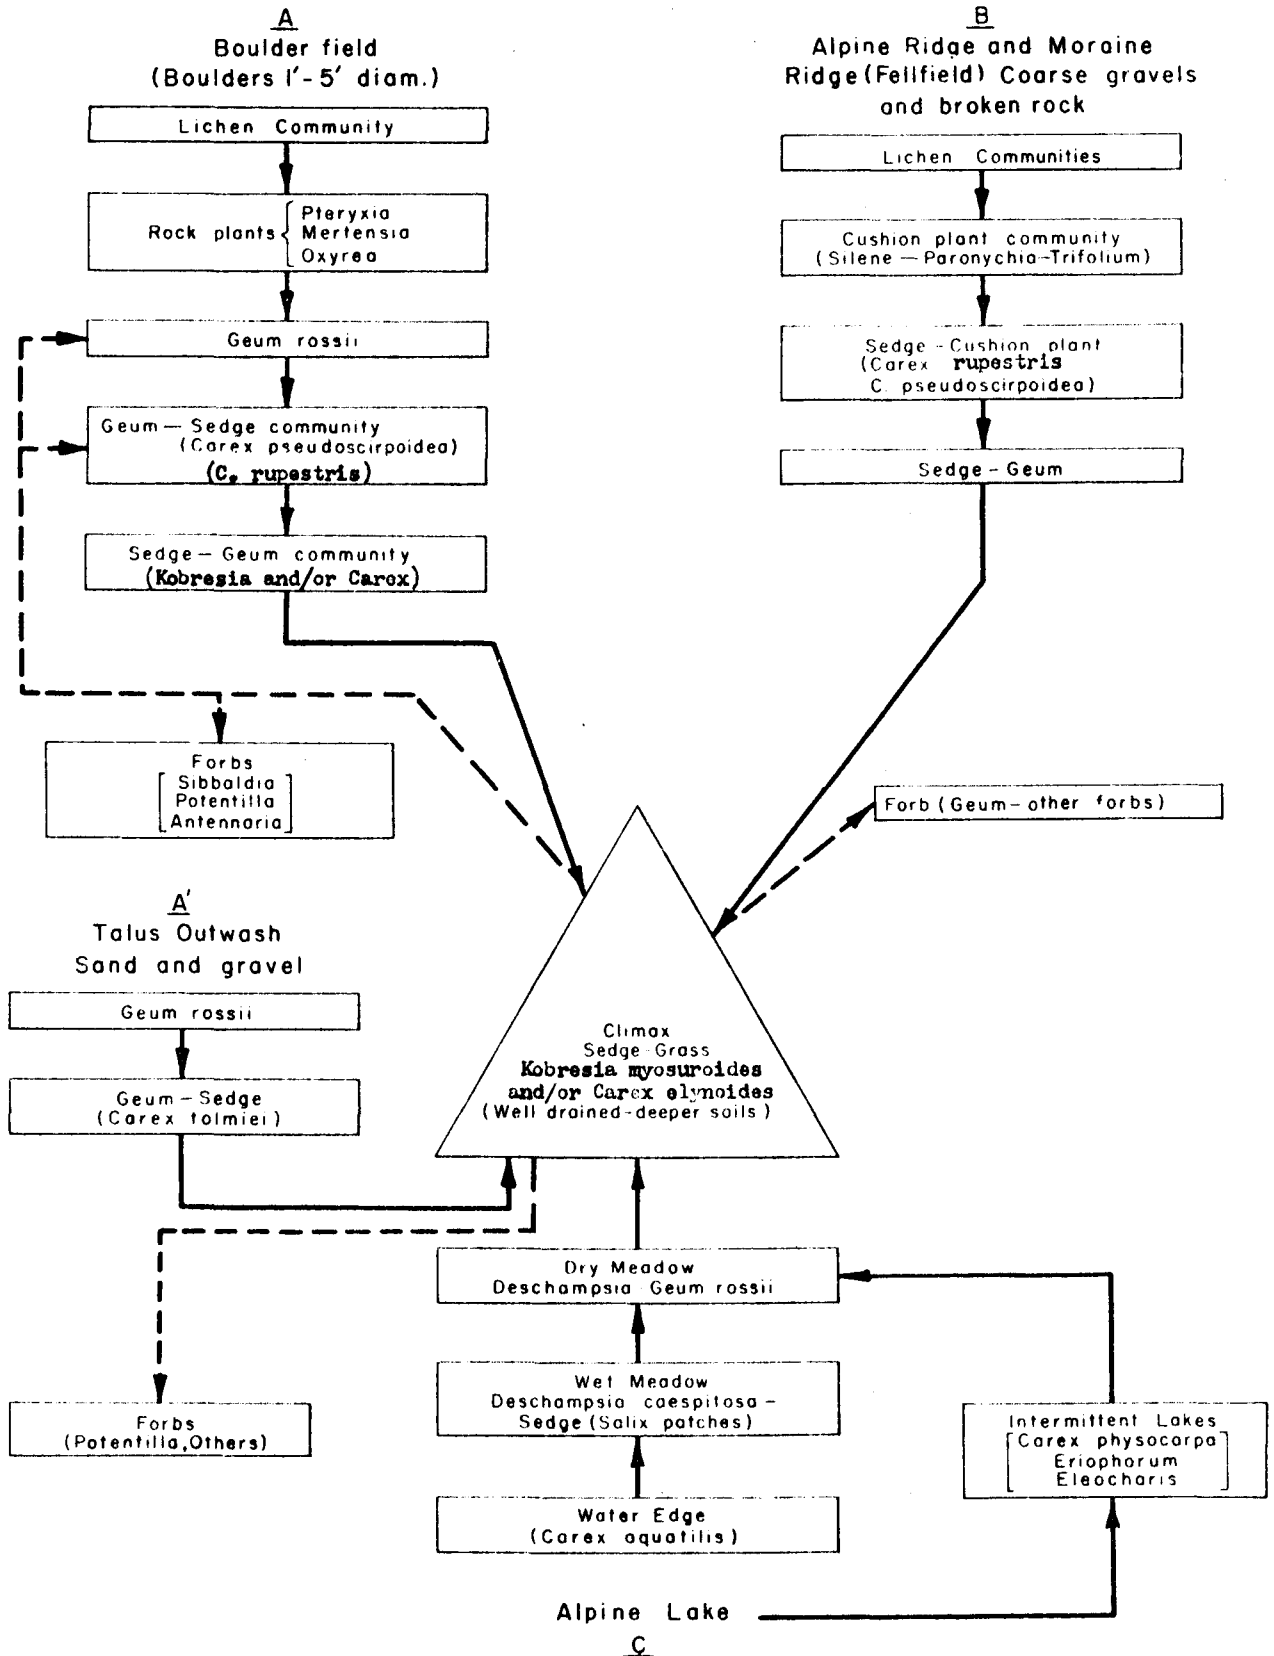 A
Boulder field
(Boulders 1'-5' diam.)
Lichen Community
Rock plants
Pteryxia
Mertensia
Oxyrea
Geum rossii
Geum — Sedge community
(Carex pseudoscirpoidea)
(C. rupestris)
Sedge — Geum community
(Kobresia and/or Carex)
Forbs
Sibbaldia
Potentilla
Antennaria
B
Alpine Ridge and Moraine
Ridge (Fellfield) Coarse gravels
and broken rock
Lichen Communities
Cushion plant community
(Silene — Paronychia - Trifolium)
Sedge - Cushion plant
(Carex rupestris
C. pseudoscirpoidea)
Sedge - Geum
Forb (Geum - other forbs)
A'
Talus Outwash
Sand and gravel
Geum rossii
Geum — Sedge
(Carex tolmiei)
Forbs
(Potentilla, Others)
Climax
Sedge - Grass
Kobresia myosuroides
and/or Carex elynoides
(Well drained - deeper soils)
Dry Meadow
Deschampsia - Geum rossii
Wet Meadow
Deschampsia caespitosa —
Sedge (Salix patches)
Water Edge
(Carex aquatilis)
Intermittent Lakes
Carex physocarpa
Eriophorum
Eleocharis
Alpine Lake
C